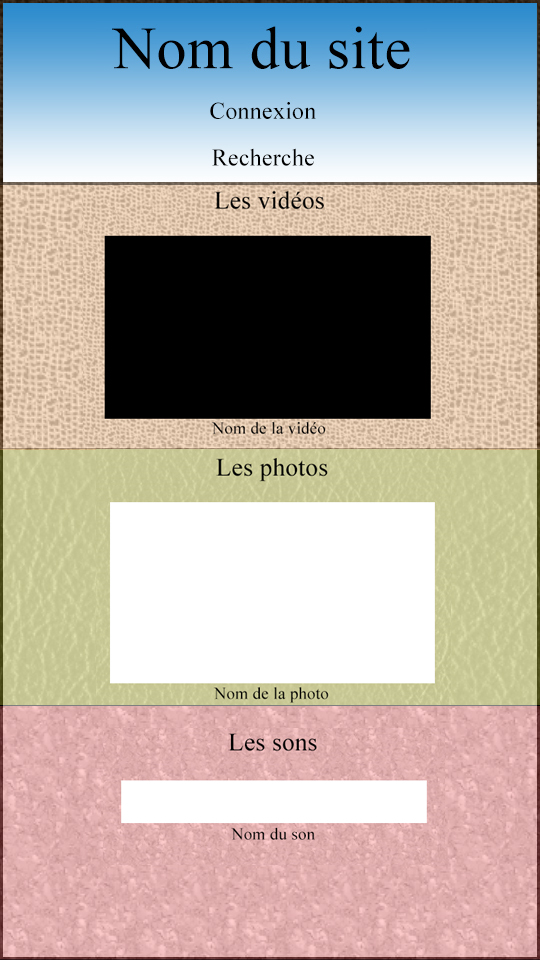 Nom du site
Connexion
Recherche
Les vidéos
Nom de la vidéo
Les photos
Nom de la photo
Les sons
Nom du son